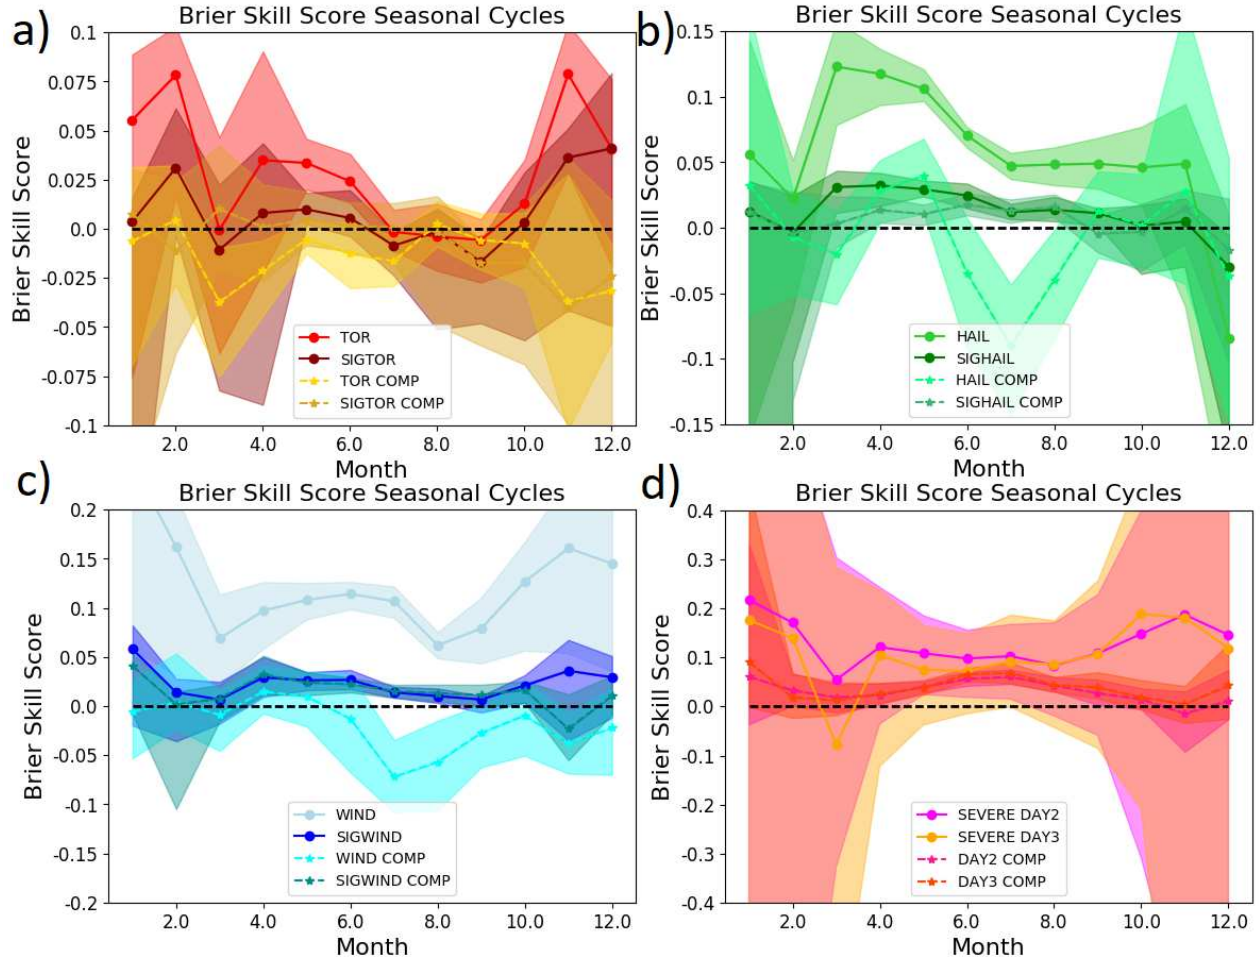 a)
Brier Skill Score Seasonal Cycles
0.1
0.075
0.05
0.025
0.0
-0.025
-0.05
-0.075
-0.1
Brier Skill Score
TOR
SIGTOR
TOR COMP
SIGTOR COMP
2.0 4.0 6.0 8.0 10.0 12.0
Month
b)
Brier Skill Score Seasonal Cycles
0.15
0.1
0.05
0.0
-0.05
-0.1
-0.15
Brier Skill Score
HAIL
SIGHAIL
HAIL COMP
SIGHAIL COMP
2.0 4.0 6.0 8.0 10.0 12.0
Month
c)
Brier Skill Score Seasonal Cycles
0.2
0.15
0.1
0.05
0.0
-0.05
-0.1
-0.15
-0.2
Brier Skill Score
WIND
SIGWIND
WIND COMP
SIGWIND COMP
2.0 4.0 6.0 8.0 10.0 12.0
Month
d)
Brier Skill Score Seasonal Cycles
0.4
0.3
0.2
0.1
0.0
-0.1
-0.2
-0.3
-0.4
Brier Skill Score
SEVERE DAY2
SEVERE DAY3
DAY2 COMP
DAY3 COMP
2.0 4.0 6.0 8.0 10.0 12.0
Month